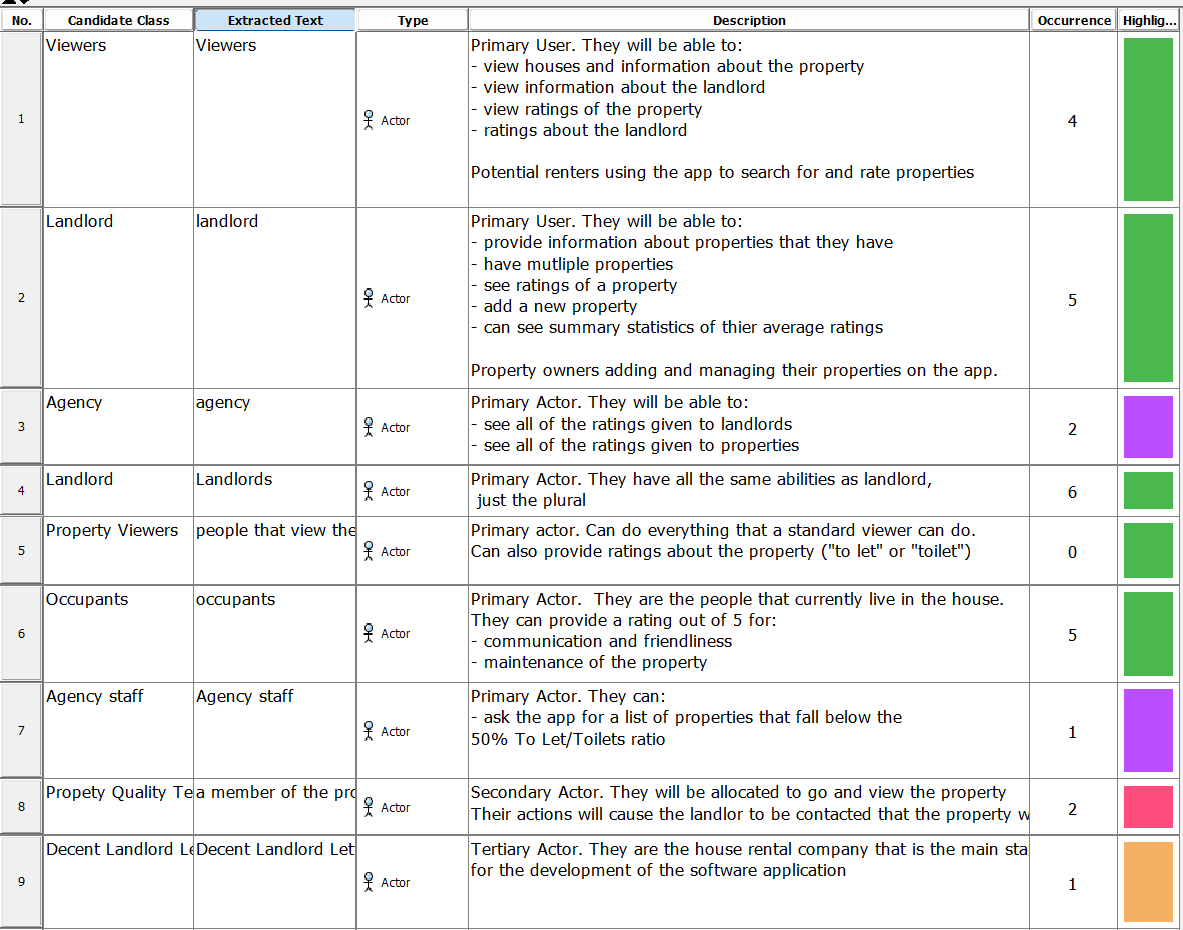 No. Candidate Class Extracted Text Type Description Occurrence Highlig...
1 Viewers Viewers Actor Primary User. They will be able to: 4
- view houses and information about the property
- view information about the landlord
- view ratings of the property
- ratings about the landlord
Potential renters using the app to search for and rate properties
2 Landlord landlord Actor Primary User. They will be able to: 5
- provide information about properties that they have
- have mutliple properties
- see ratings of a property
- add a new property
- can see summary statistics of thier average ratings
Property owners adding and managing their properties on the app.
3 Agency agency Actor Primary Actor. They will be able to: 2
- see all of the ratings given to landlords
- see all of the ratings given to properties
4 Landlord Landlords Actor Primary Actor. They have all the same abilities as landlord, 6
just the plural
5 Property Viewers people that view the Actor Primary actor. Can do everything that a standard viewer can do. 0
Can also provide ratings about the property ("to let" or "toilet")
6 Occupants occupants Actor Primary Actor. They are the people that currently live in the house. 5
They can provide a rating out of 5 for:
- communication and friendliness
- maintenance of the property
7 Agency staff Agency staff Actor Primary Actor. They can: 1
- ask the app for a list of properties that fall below the
50% To Let/Toilets ratio
8 Propety Quality Te a member of the pro Actor Secondary Actor. They will be allocated to go and view the property 2
Their actions will cause the landlor to be contacted that the property w
9 Decent Landlord Le Decent Landlord Let Actor Tertiary Actor. They are the house rental company that is the main sta 1
for the development of the software application